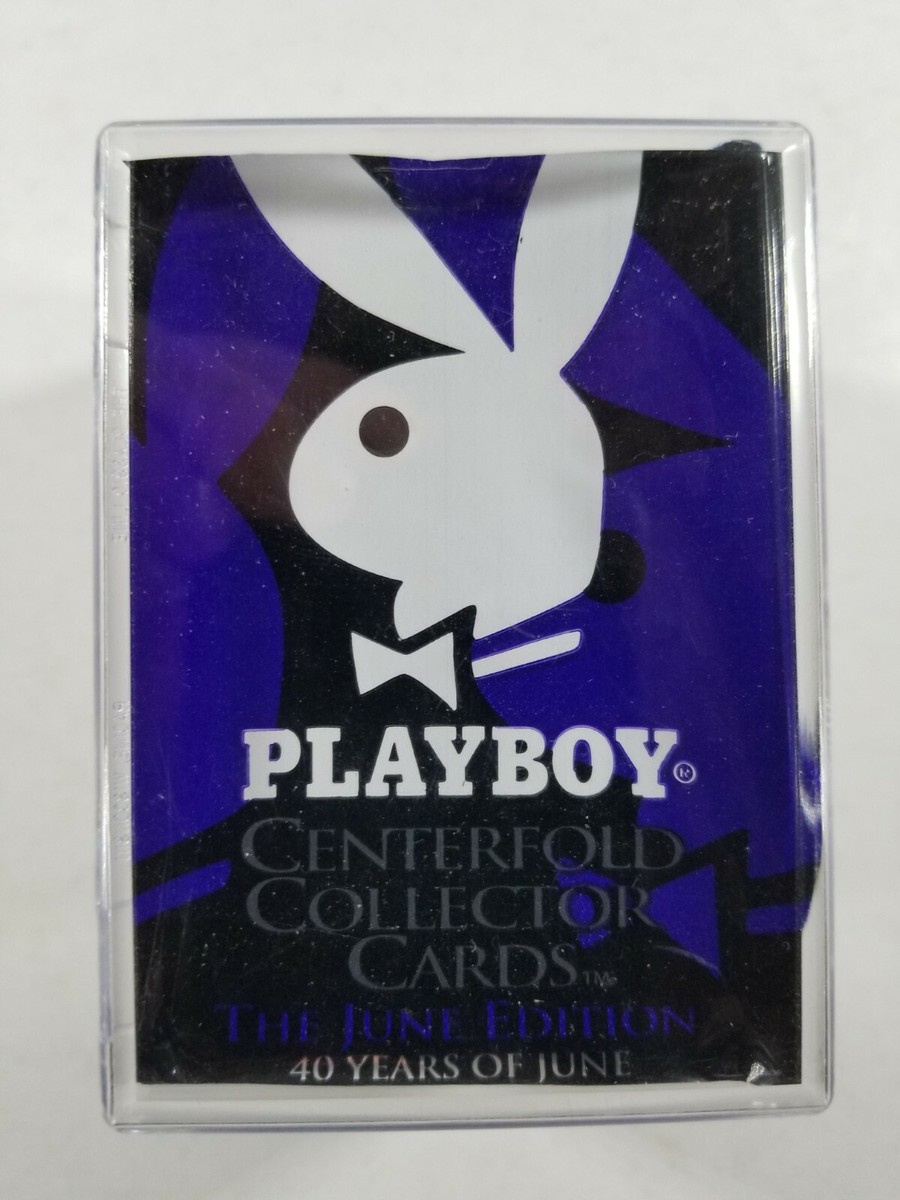 PLAYBOY®
CENTERFOLD
COLLECTOR
CARDS™
THE JUNE EDITION
40 YEARS OF JUNE